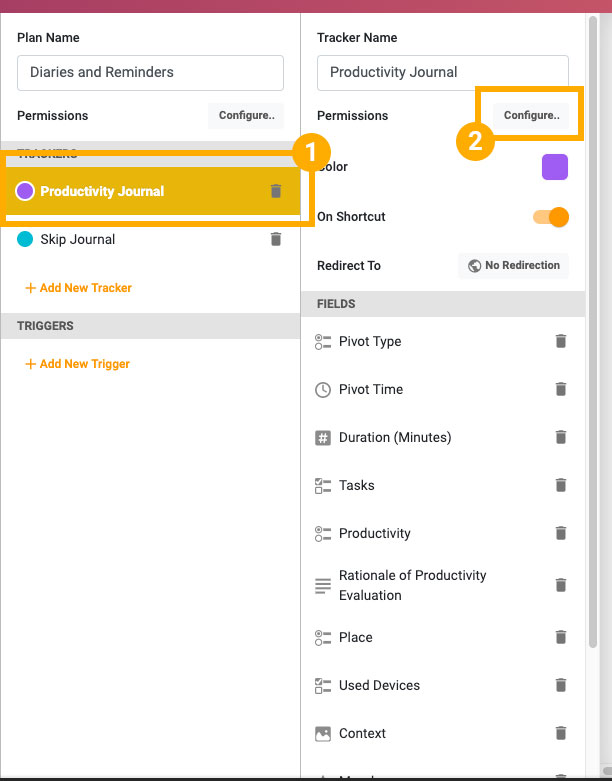 Plan Name
Diaries and Reminders
Permissions
Configure..
TRACKERS
1
Productivity Journal
Skip Journal
+ Add New Tracker
TRIGGERS
+ Add New Trigger
Tracker Name
Productivity Journal
Permissions
Configure..
2
Color
On Shortcut
Redirect To
No Redirection
FIELDS
Pivot Type
Pivot Time
# Duration (Minutes)
Tasks
Productivity
Rationale of Productivity
Evaluation
Place
Used Devices
Context